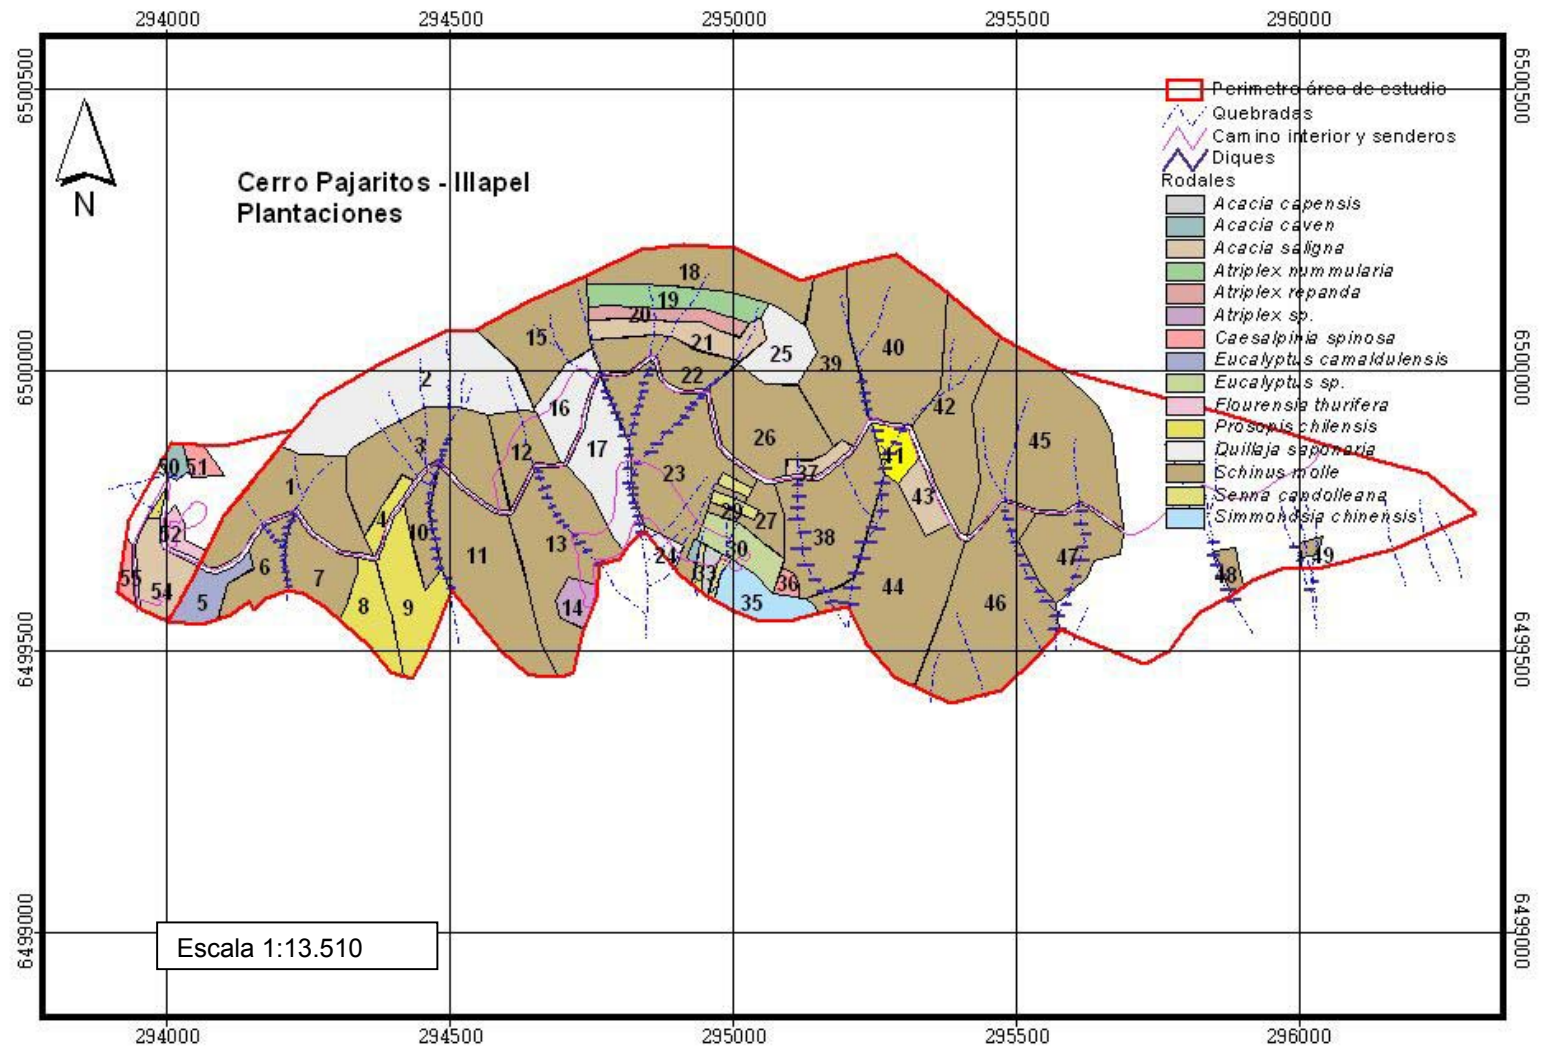 294000 294500 295000 295500 296000
6500500 6500500
Perimetro área de estudio
Quebradas
Camino interior y senderos
Diques
Rodales
Acacia capensis
Acacia caven
Acacia saligna
Atriplex nummularia
Atriplex repanda
Atriplex sp.
Caesalpinia spinosa
Eucalyptus camaldulensis
Eucalyptus sp.
Flourensia thurifera
Prosopis chilensis
Quillaja saponaria
Schinus molle
Senna candolleana
Simmondsia chinensis
N
Cerro Pajaritos - Illapel
Plantaciones
18
19
20
15 21
25
40
39
2 22
16 42
26 45
3 12 17
41
50 51 23 37
1 43
4 29 27
52 10 38
13 30 47
11 24 49
6 33 36 48
55 7 44
54 5 8 9 14 35 46
6500000 6500000
6499500 6499500
6499000 6499000
Escala 1:13.510
294000 294500 295000 295500 296000